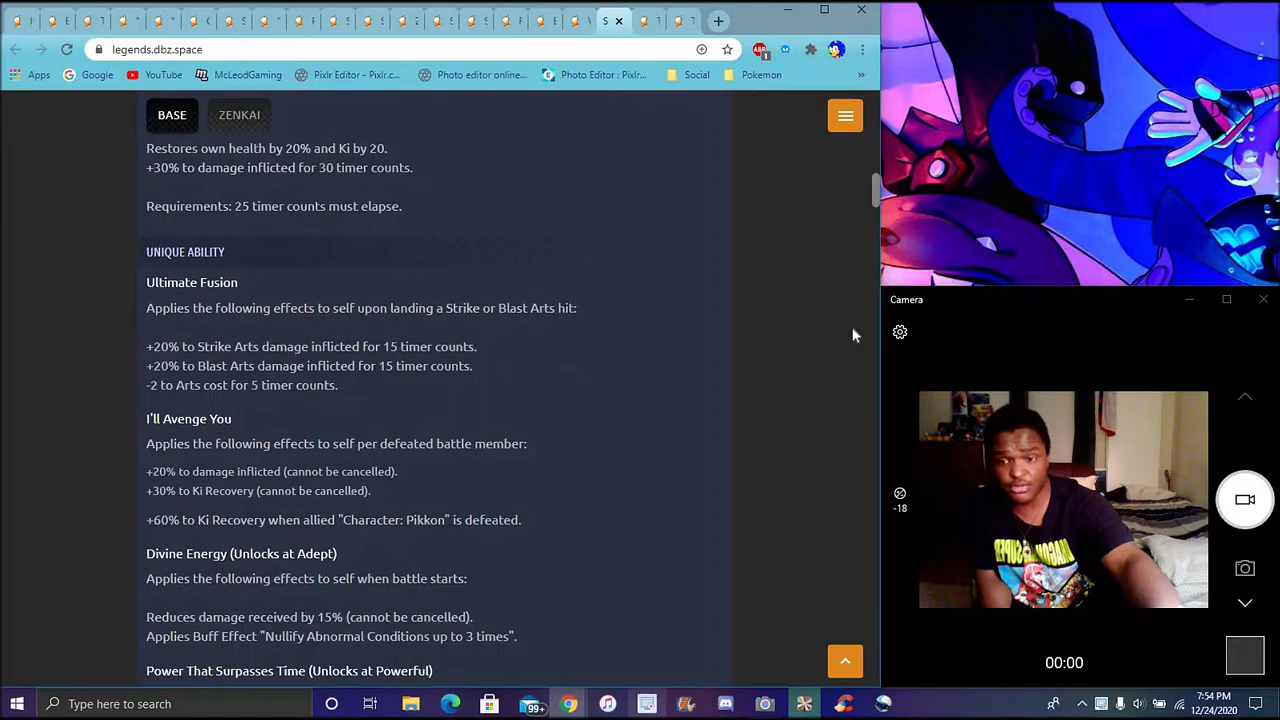 legends.dbz.space
Apps
Google
YouTube
McLeodGaming
Pixlr Editor - Pixlr.c...
Photo editor online...
Photo Editor : Pixlr...
Social
Pokemon
»
BASE
ZENKAI
Restores own health by 20% and Ki by 20.
+30% to damage inflicted for 30 timer counts.
Requirements: 25 timer counts must elapse.
UNIQUE ABILITY
Ultimate Fusion
Applies the following effects to self upon landing a Strike or Blast Arts hit:
+20% to Strike Arts damage inflicted for 15 timer counts.
+20% to Blast Arts damage inflicted for 15 timer counts.
-2 to Arts cost for 5 timer counts.
I'll Avenge You
Applies the following effects to self per defeated battle member:
+20% to damage inflicted (cannot be cancelled).
+30% to Ki Recovery (cannot be cancelled).
+60% to Ki Recovery when allied "Character: Pikkon" is defeated.
Divine Energy (Unlocks at Adept)
Applies the following effects to self when battle starts:
Reduces damage received by 15% (cannot be cancelled).
Applies Buff Effect "Nullify Abnormal Conditions up to 3 times".
Power That Surpasses Time (Unlocks at Powerful)
Camera
-18
00:00
Type here to search
99+
7:54 PM
12/24/2020